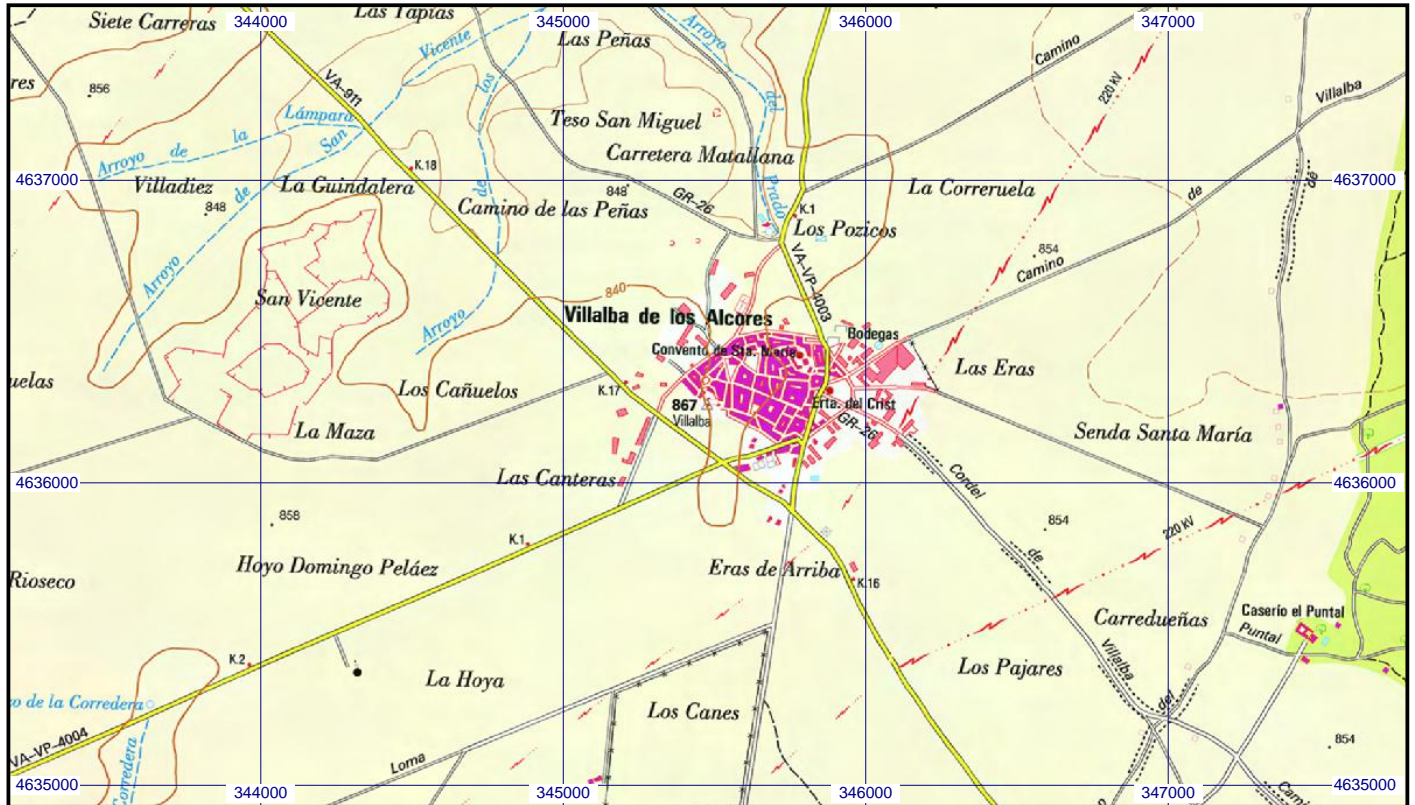 344000
345000
346000
347000
Siete Carreras
Las Tapias
Vicente
Las Peñas
Arroyo
Camino
res
856
VA-911
los
220 kV
Villalba
Lámpara
San
del
Teso San Miguel
Arroyo de la
Carretera Matallana
K.18
4637000
Villadiez
La Guindalera
848
Prado
La Correruela
de
4637000
848
de
Camino de las Peñas
GR-26
K.1
Los Pozicos
de
Arroyo
San Vicente
840
VA-VP-4003
854
Camino
Arroyo
Villalba de los Alcores
Convento de Sta. María
Bodegas
uelas
Los Cañuelos
K.17
Las Eras
867
Villalba
Erta. del Crist
GR-26
La Maza
Senda Santa María
Las Canteras
Cordel
4636000
4636000
858
854
220 kV
K.1
Hoyo Domingo Peláez
Eras de Arriba
de
Rioseco
K.16
Carredueñas
Caserío el Puntal
Puntal
K.2
La Hoya
Los Pajares
Villalba
o de la Corredera
Los Canes
del
VA-VP-4004
Loma
854
Corredera
4635000
4635000
Cami
344000
345000
346000
347000